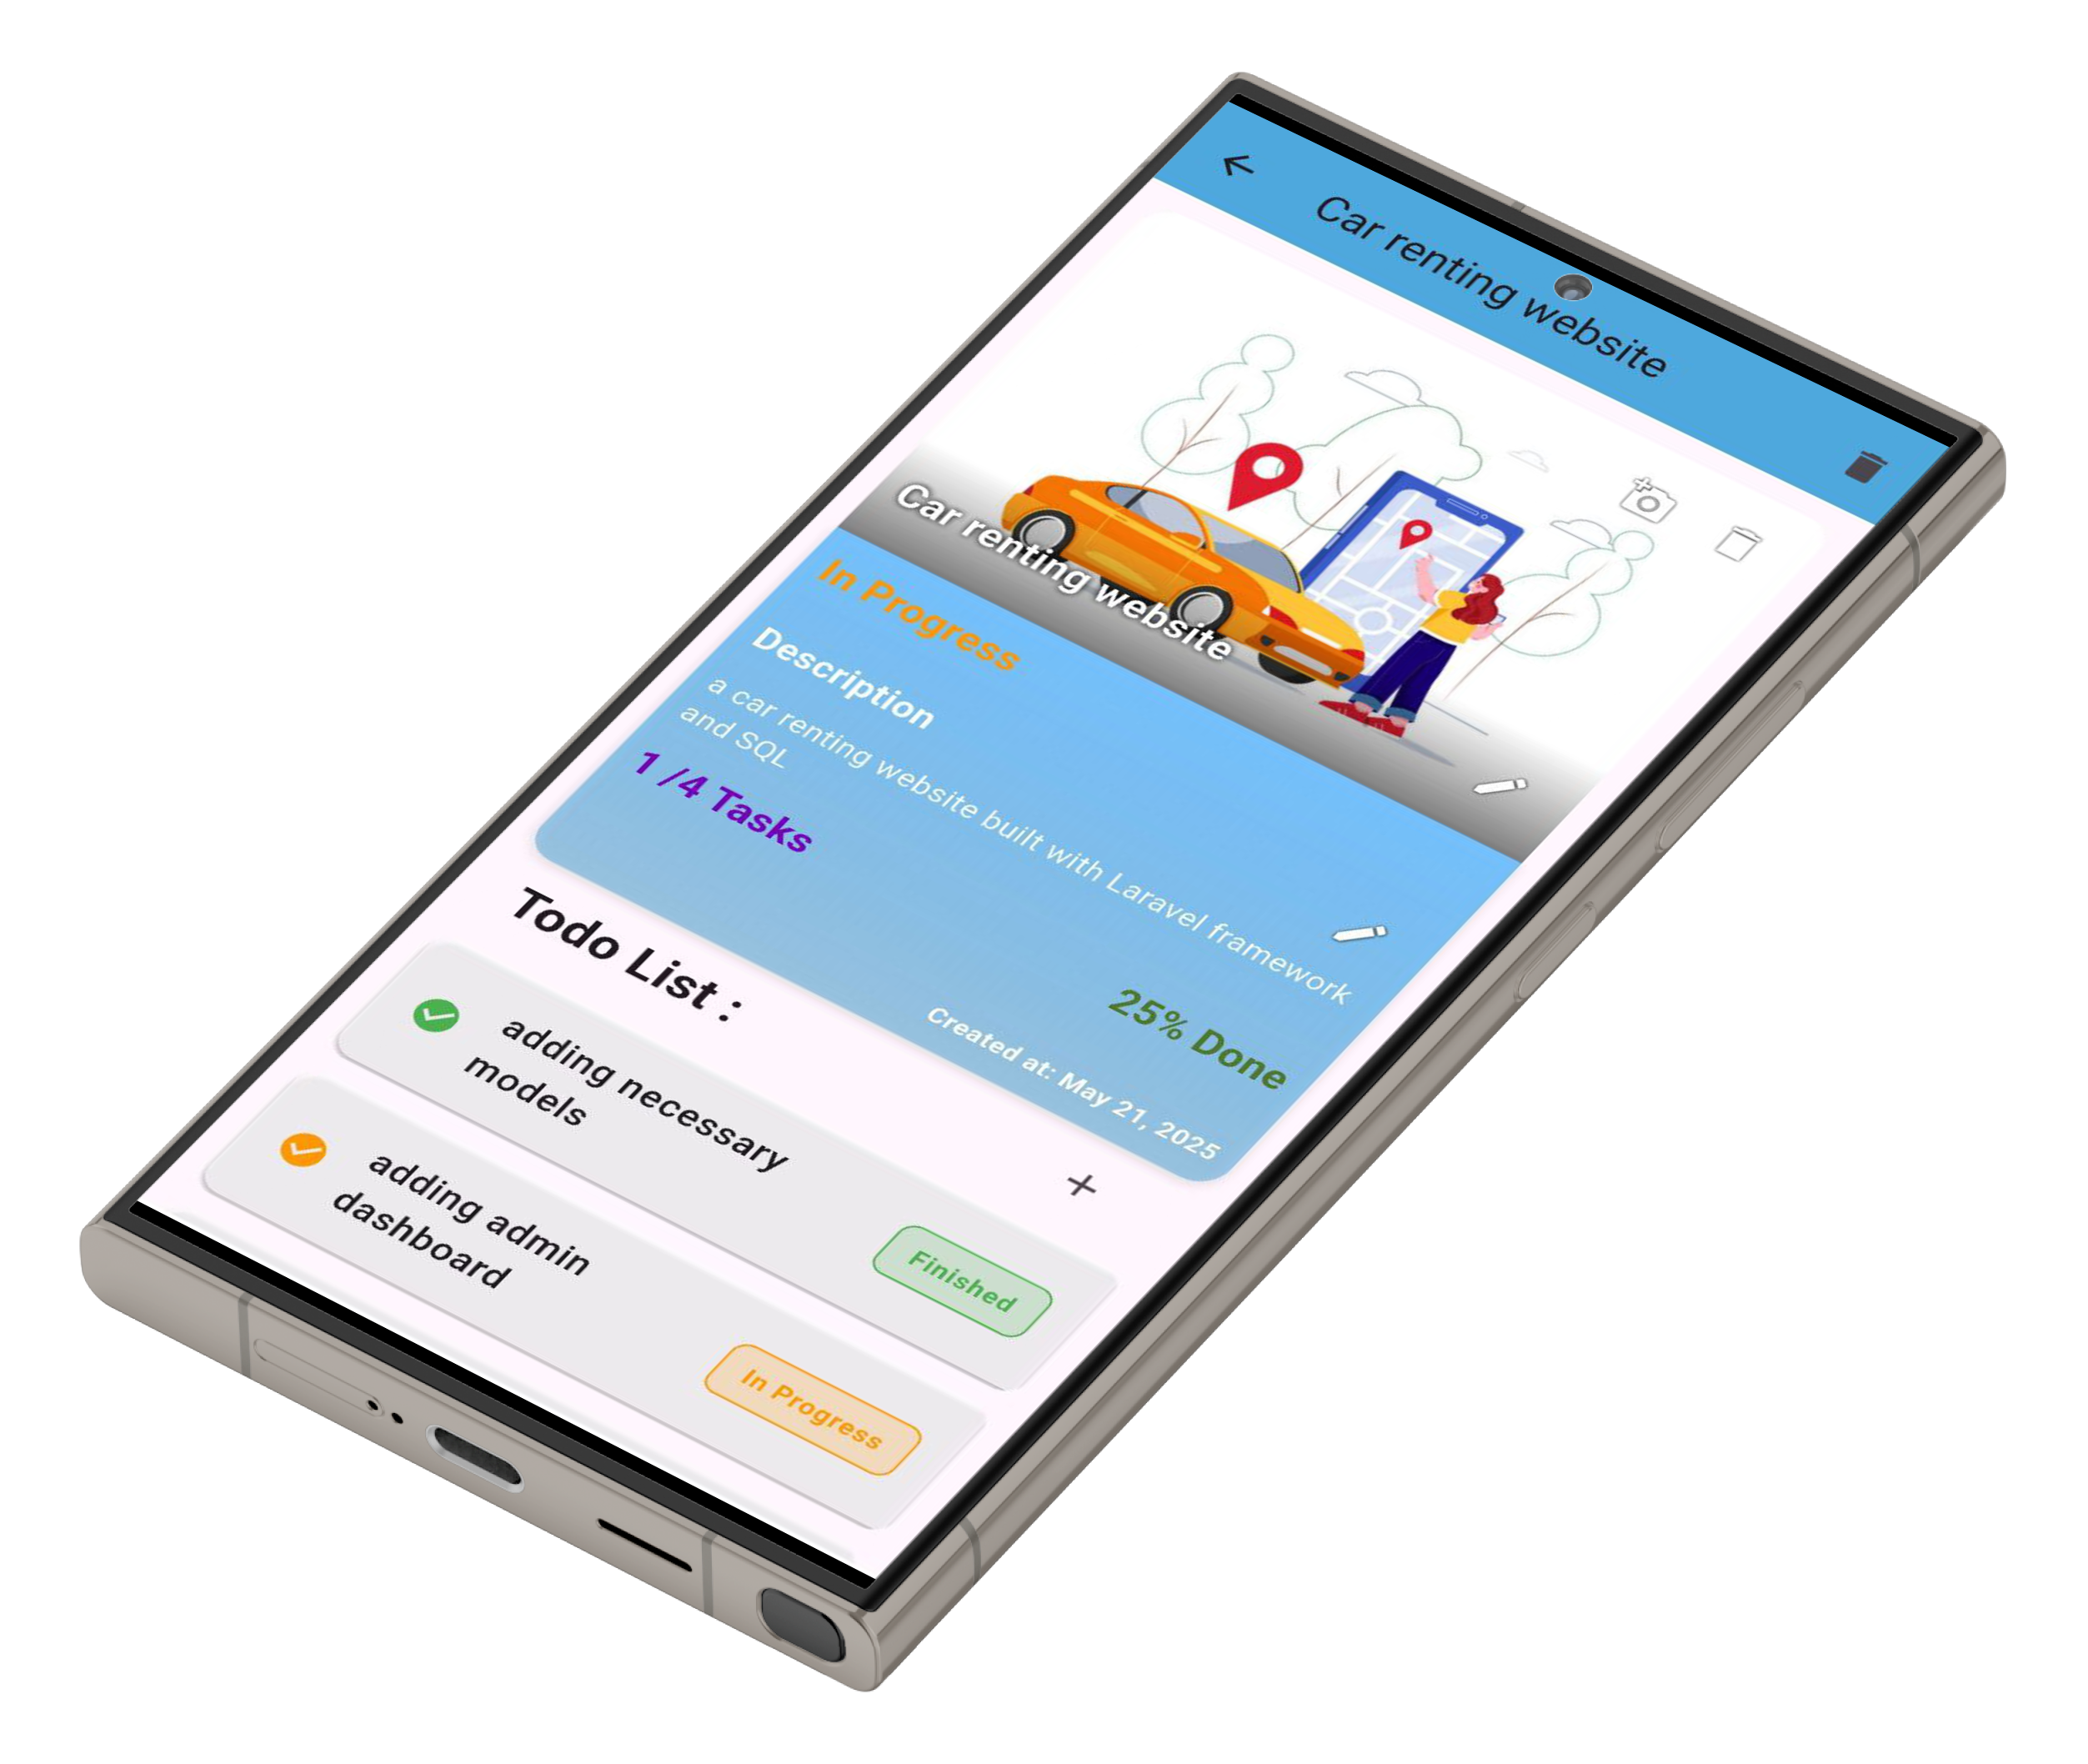 Car renting website
Car renting website
In Progress
Description
a car renting website built with Laravel framework
and SQL
1 /4 Tasks
25% Done
Created at: May 21, 2025
Todo List :
adding necessary
models
Finished
adding admin
dashboard
In Progress